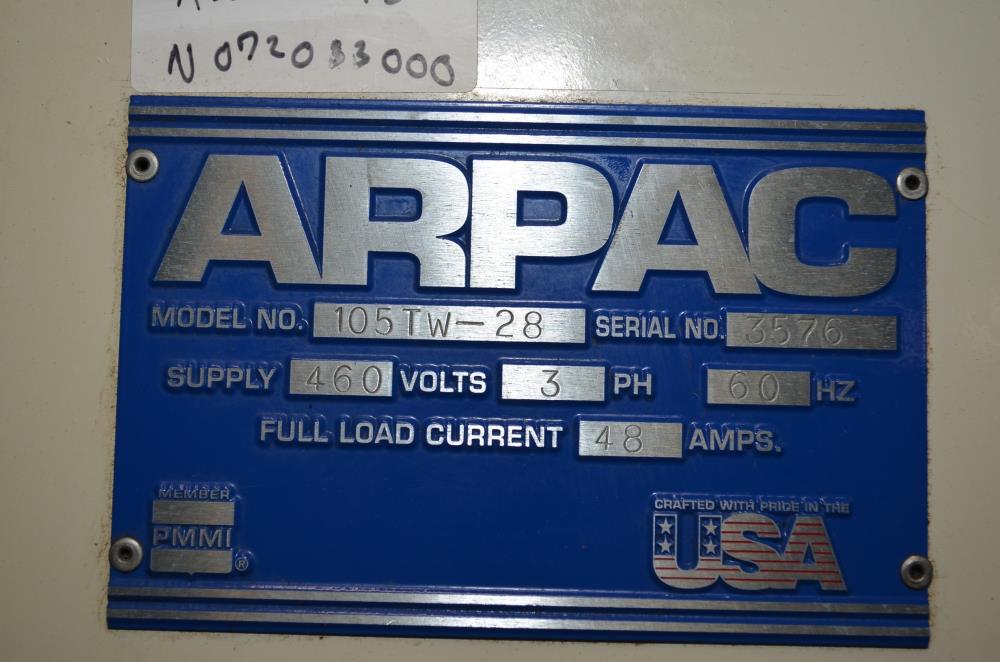 N 072033000
ARPAC
MODEL NO. 105TW-28 SERIAL NO. 3576
SUPPLY 460 VOLTS 3 PH 60 HZ
FULL LOAD CURRENT 48 AMPS.
MEMBER
PMMI
®
CRAFTED WITH PRIDE IN THE
USA